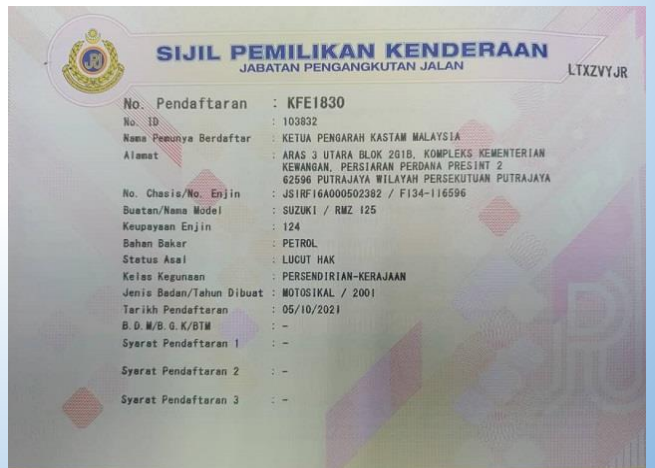 SIJIL PEMILIKAN KENDERAAN
JABATAN PENGANGKUTAN JALAN
LTXZVYJR
No. Pendaftaran : KFE1830
No. ID : 103832
Nama Pemunya Berdaftar : KETUA PENGARAH KASTAM MALAYSIA
Alamat : ARAS 3 UTARA BLOK 2G1B, KOMPLEKS KEMENTERIAN
KEWANGAN, PERSIARAN PERDANA PRESINT 2
62596 PUTRAJAYA WILAYAH PERSEKUTUAN PUTRAJAYA
No. Chasis/No. Enjin : JS1RF16A000502382 / F134-116596
Buatan/Nama Model : SUZUKI / RMZ 125
Keupayaan Enjin : 124
Bahan Bakar : PETROL
Status Asal : LUCUT HAK
Kelas Kegunaan : PERSENDIRIAN-KERAJAAN
Jenis Badan/Tahun Dibuat : MOTOSIKAL / 2001
Tarikh Pendaftaran : 05/10/2021
B.D.M/B.G.K/BTM : -
Syarat Pendaftaran 1 : -
Syarat Pendaftaran 2 : -
Syarat Pendaftaran 3 : -